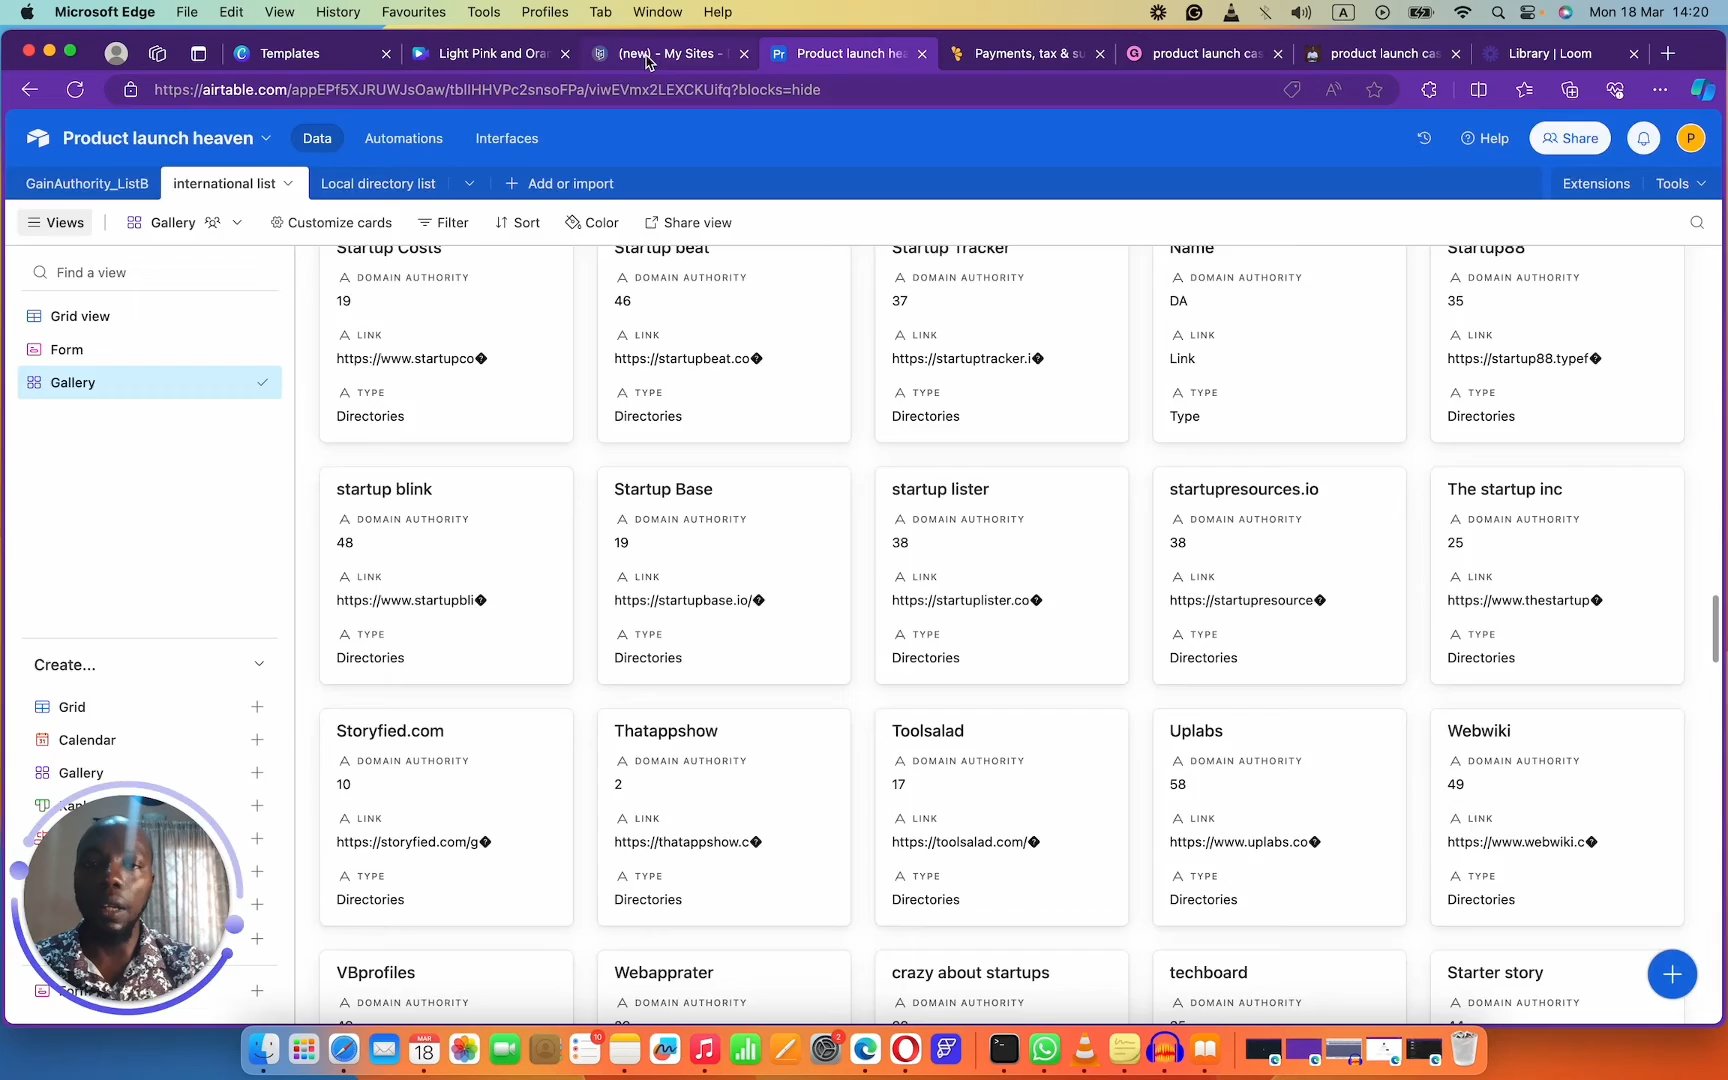 Microsoft Edge File Edit View History Favourites Tools Profiles Tab Window Help A Mon 18 Mar 14:20
Templates Light Pink and Ora (new) - My Sites - Product launch hea Payments, tax & su product launch cas product launch cas Library | Loom
https://airtable.com/appEPf5XJRUWJsOaw/tblIHHVPc2snsoFPa/viwEVmx2LEXCKUifq?blocks=hide
Product launch heaven Data Automations Interfaces Help Share P
GainAuthority_ListB international list Local directory list Add or import Extensions Tools
Views Gallery Customize cards Filter Sort Color Share view
Find a view
Grid view
Form
Gallery
Create...
Grid
Calendar
Gallery
Startup Costs Startup beat Startup Tracker Name Startup88
DOMAIN AUTHORITY DOMAIN AUTHORITY DOMAIN AUTHORITY DOMAIN AUTHORITY DOMAIN AUTHORITY
19 46 37 DA 35
LINK LINK LINK LINK LINK
https://www.startupco� https://startupbeat.co� https://startuptracker.i� Link https://startup88.typef�
TYPE TYPE TYPE TYPE TYPE
Directories Directories Directories Type Directories
startup blink Startup Base startup lister startupresources.io The startup inc
DOMAIN AUTHORITY DOMAIN AUTHORITY DOMAIN AUTHORITY DOMAIN AUTHORITY DOMAIN AUTHORITY
48 19 38 38 25
LINK LINK LINK LINK LINK
https://www.startupbli� https://startupbase.io/� https://startuplister.co� https://startupresource� https://www.thestartup�
TYPE TYPE TYPE TYPE TYPE
Directories Directories Directories Directories Directories
Storyfied.com Thatappshow Toolsalad Uplabs Webwiki
DOMAIN AUTHORITY DOMAIN AUTHORITY DOMAIN AUTHORITY DOMAIN AUTHORITY DOMAIN AUTHORITY
10 2 17 58 49
LINK LINK LINK LINK LINK
https://storyfied.com/g� https://thatappshow.c� https://toolsalad.com/� https://www.uplabs.co� https://www.webwiki.c�
TYPE TYPE TYPE TYPE TYPE
Directories Directories Directories Directories Directories
VBprofiles Webapprater crazy about startups techboard Starter story
DOMAIN AUTHORITY DOMAIN AUTHORITY DOMAIN AUTHORITY DOMAIN AUTHORITY DOMAIN AUTHORITY
MAR 18 10 2